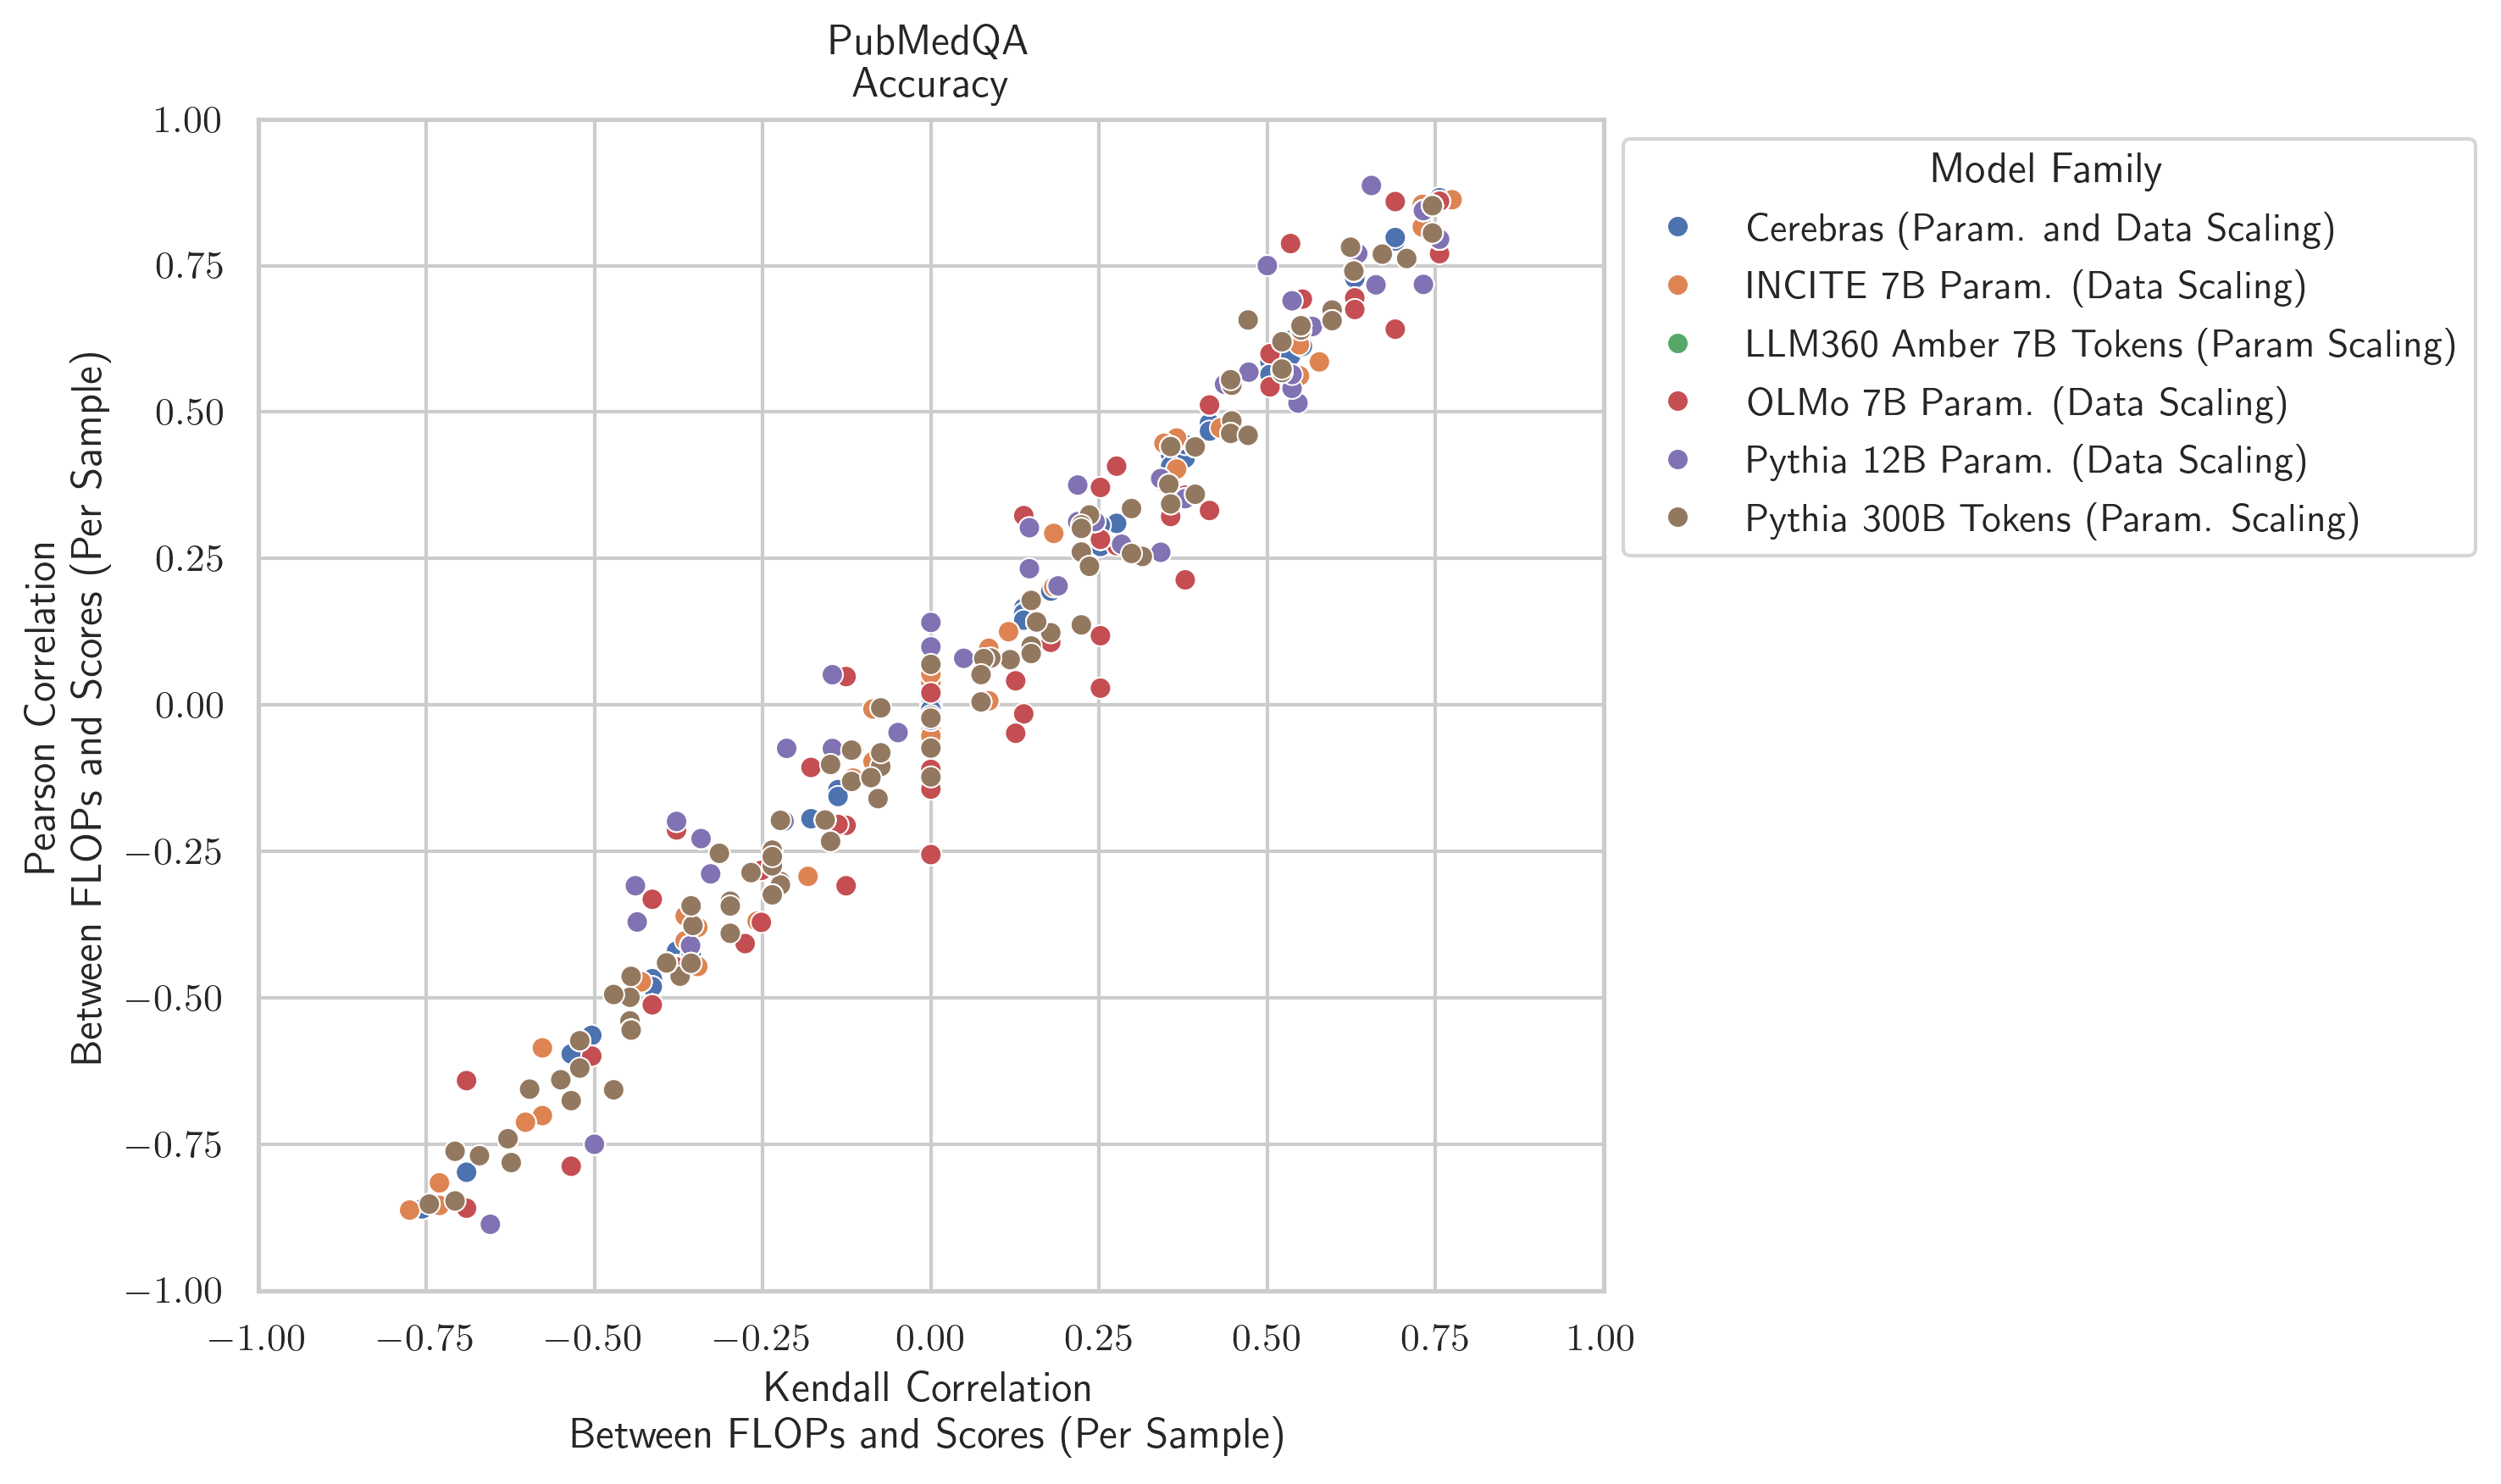 PubMedQA
Accuracy
1.00
0.75
0.50
0.25
0.00
−0.25
−0.50
−0.75
−1.00
Pearson Correlation
Between FLOPs and Scores (Per Sample)
−1.00 −0.75 −0.50 −0.25 0.00 0.25 0.50 0.75 1.00
Kendall Correlation
Between FLOPs and Scores (Per Sample)
Model Family
Cerebras (Param. and Data Scaling)
INCITE 7B Param. (Data Scaling)
LLM360 Amber 7B Tokens (Param Scaling)
OLMo 7B Param. (Data Scaling)
Pythia 12B Param. (Data Scaling)
Pythia 300B Tokens (Param. Scaling)